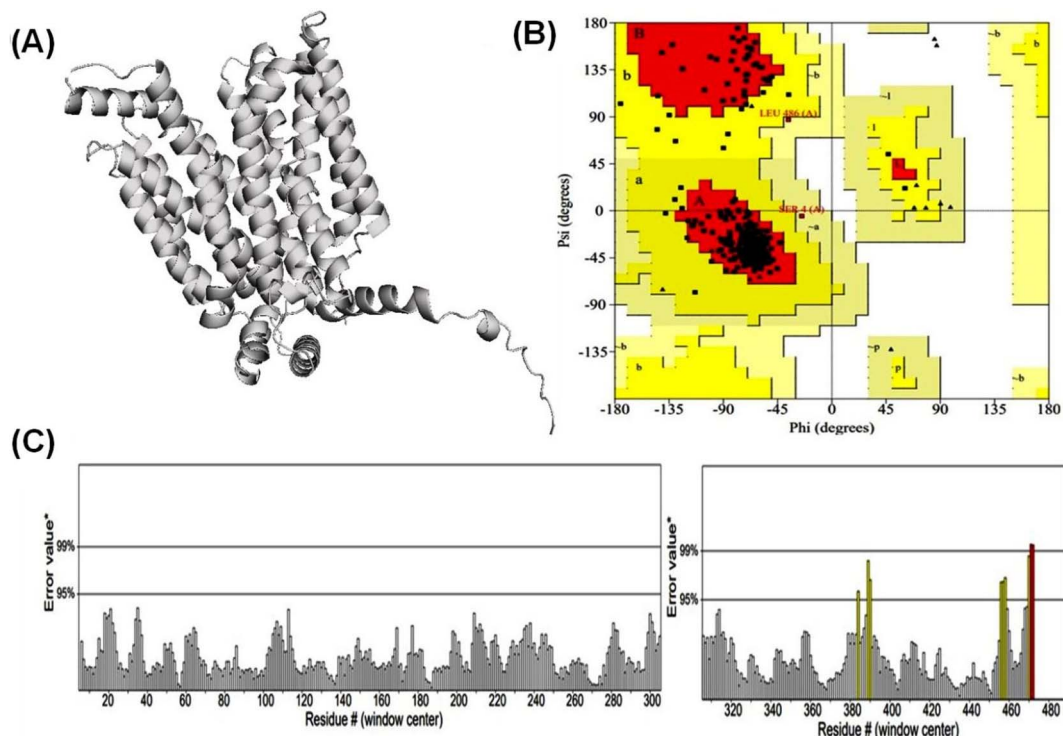 (A)
(B)
180
135
90
45
0
-45
-90
-135
-180
-135
-90
-45
0
45
90
135
180
Psi (degrees)
Phi (degrees)
B
b
a
A
l
~l
~b
~b
~b
b
~a
~p
p
~b
b
~b
LEU 486 (A)
SER 4 (A)
(C)
Error value*
99%
95%
20 40 60 80 100 120 140 160 180 200 220 240 260 280 300
Residue # (window center)
Error value*
99%
95%
320 340 360 380 400 420 440 460 480
Residue # (window center)